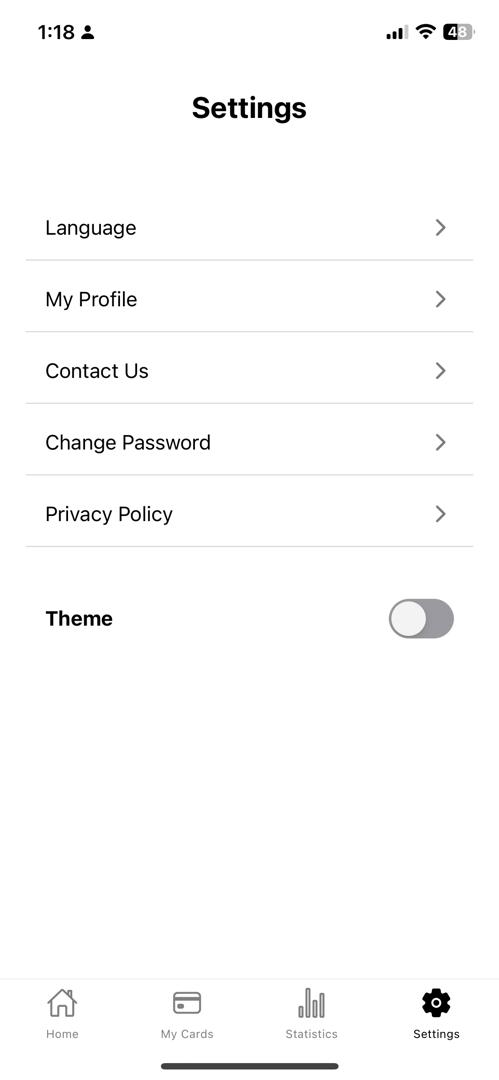 1:18
48
Settings
Language
My Profile
Contact Us
Change Password
Privacy Policy
Theme
Home
My Cards
Statistics
Settings